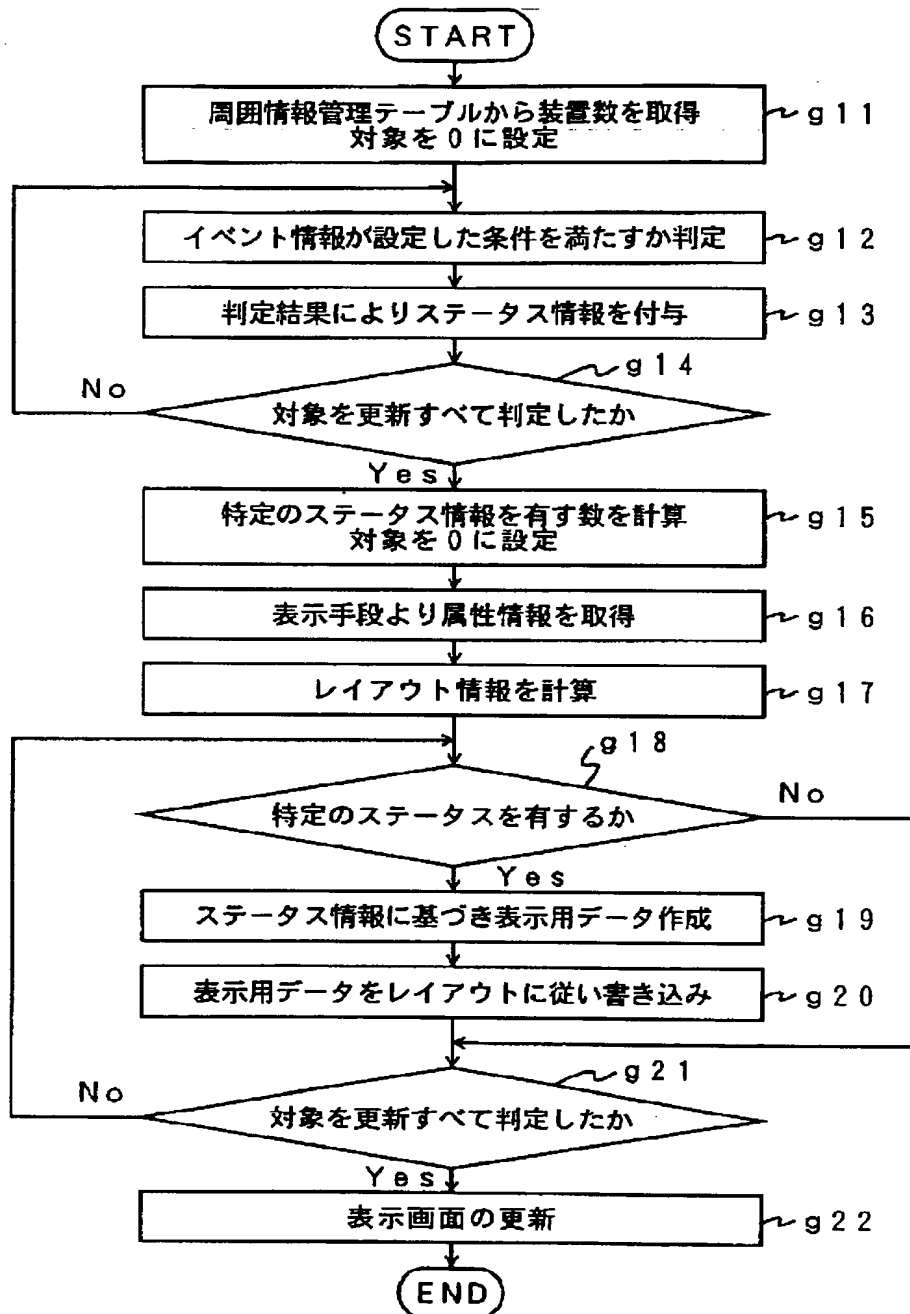 START
周囲情報管理テーブルから装置数を取得
対象を0に設定
g11
イベント情報が設定した条件を満たすか判定
g12
判定結果によりステータス情報を付与
g13
g14
No
対象を更新すべて判定したか
Yes
特定のステータス情報を有す数を計算
対象を0に設定
g15
表示手段より属性情報を取得
g16
レイアウト情報を計算
g17
g18
特定のステータスを有するか
No
Yes
ステータス情報に基づき表示用データ作成
g19
表示用データをレイアウトに従い書き込み
g20
g21
No
対象を更新すべて判定したか
Yes
表示画面の更新
g22
END